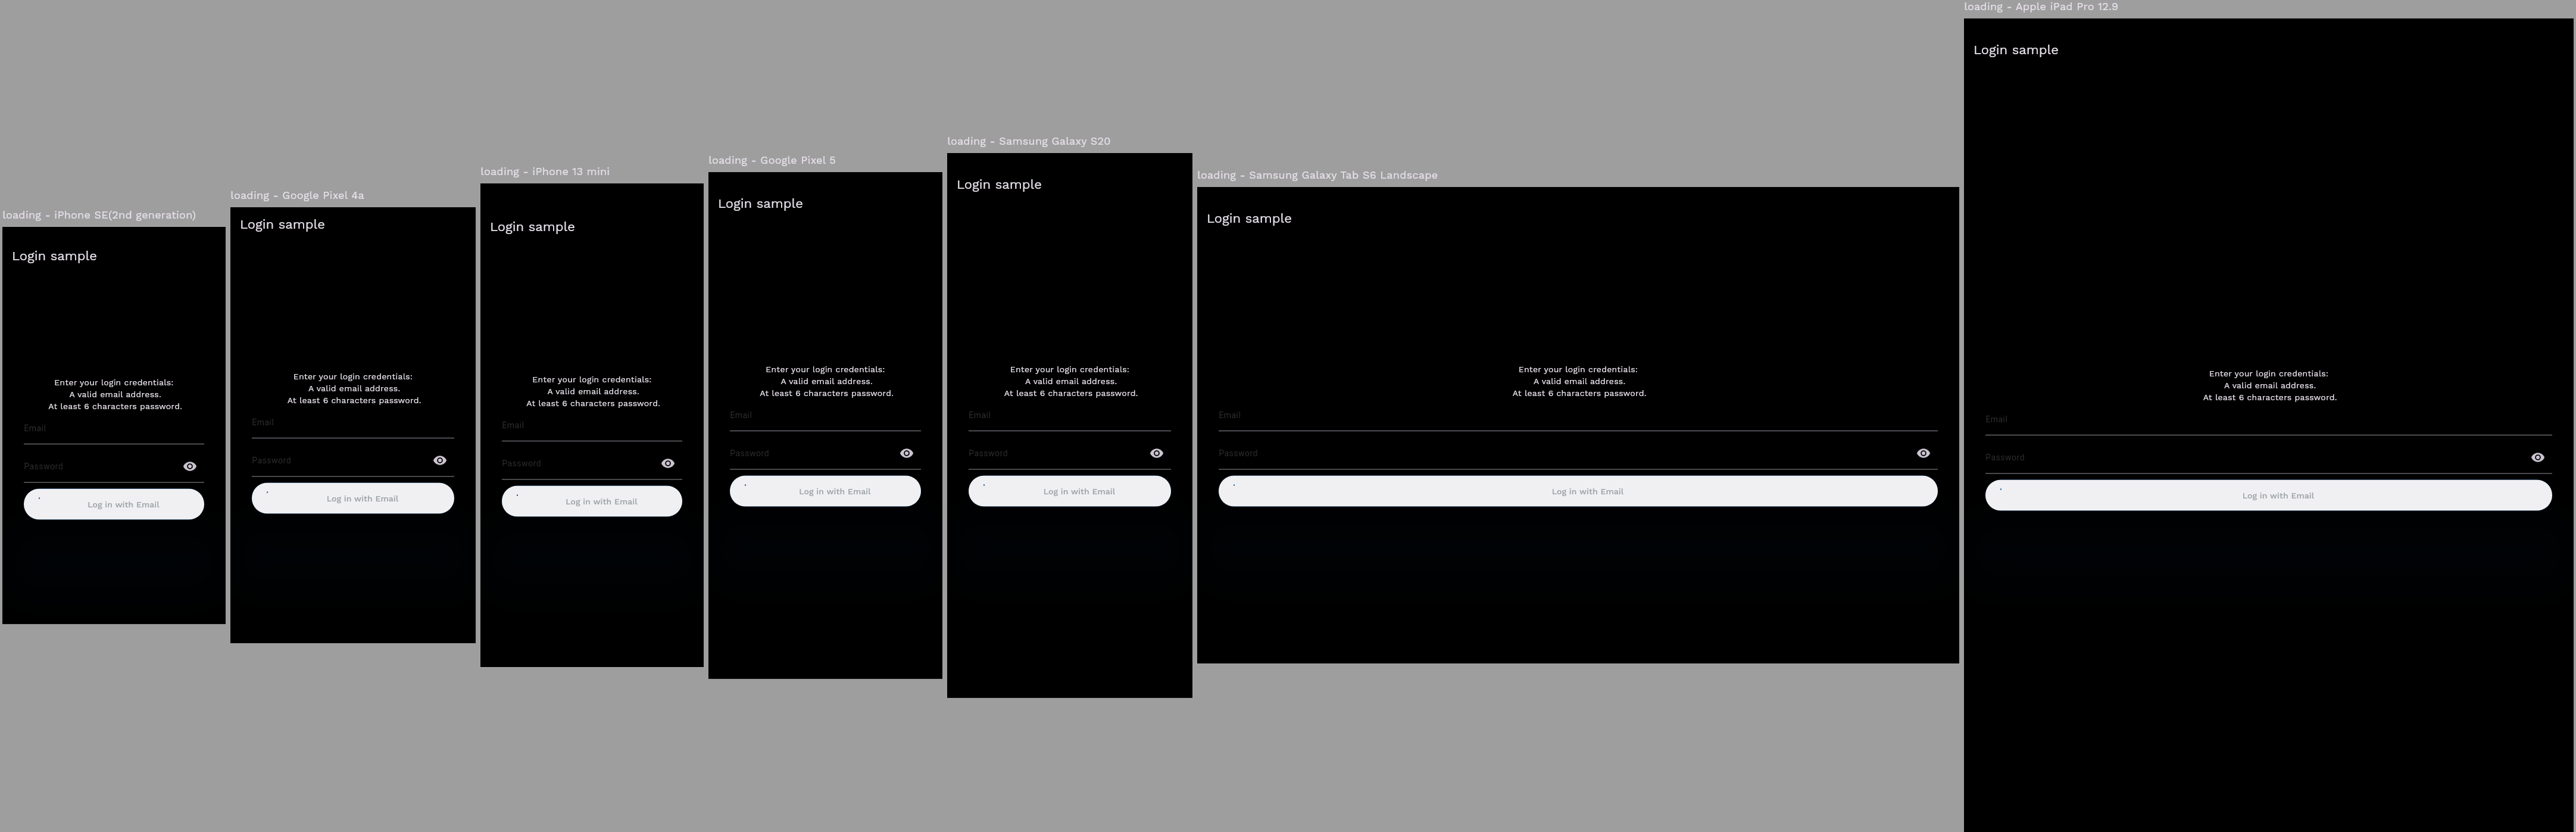 loading - iPhone SE(2nd generation)
Login sample
Enter your login credentials:
A valid email address.
At least 6 characters password.
Email
Password
Log in with Email
loading - Google Pixel 4a
Login sample
Enter your login credentials:
A valid email address.
At least 6 characters password.
Email
Password
Log in with Email
loading - iPhone 13 mini
Login sample
Enter your login credentials:
A valid email address.
At least 6 characters password.
Email
Password
Log in with Email
loading - Google Pixel 5
Login sample
Enter your login credentials:
A valid email address.
At least 6 characters password.
Email
Password
Log in with Email
loading - Samsung Galaxy S20
Login sample
Enter your login credentials:
A valid email address.
At least 6 characters password.
Email
Password
Log in with Email
loading - Samsung Galaxy Tab S6 Landscape
Login sample
Enter your login credentials:
A valid email address.
At least 6 characters password.
Email
Password
Log in with Email
loading - Apple iPad Pro 12.9
Login sample
Enter your login credentials:
A valid email address.
At least 6 characters password.
Email
Password
Log in with Email